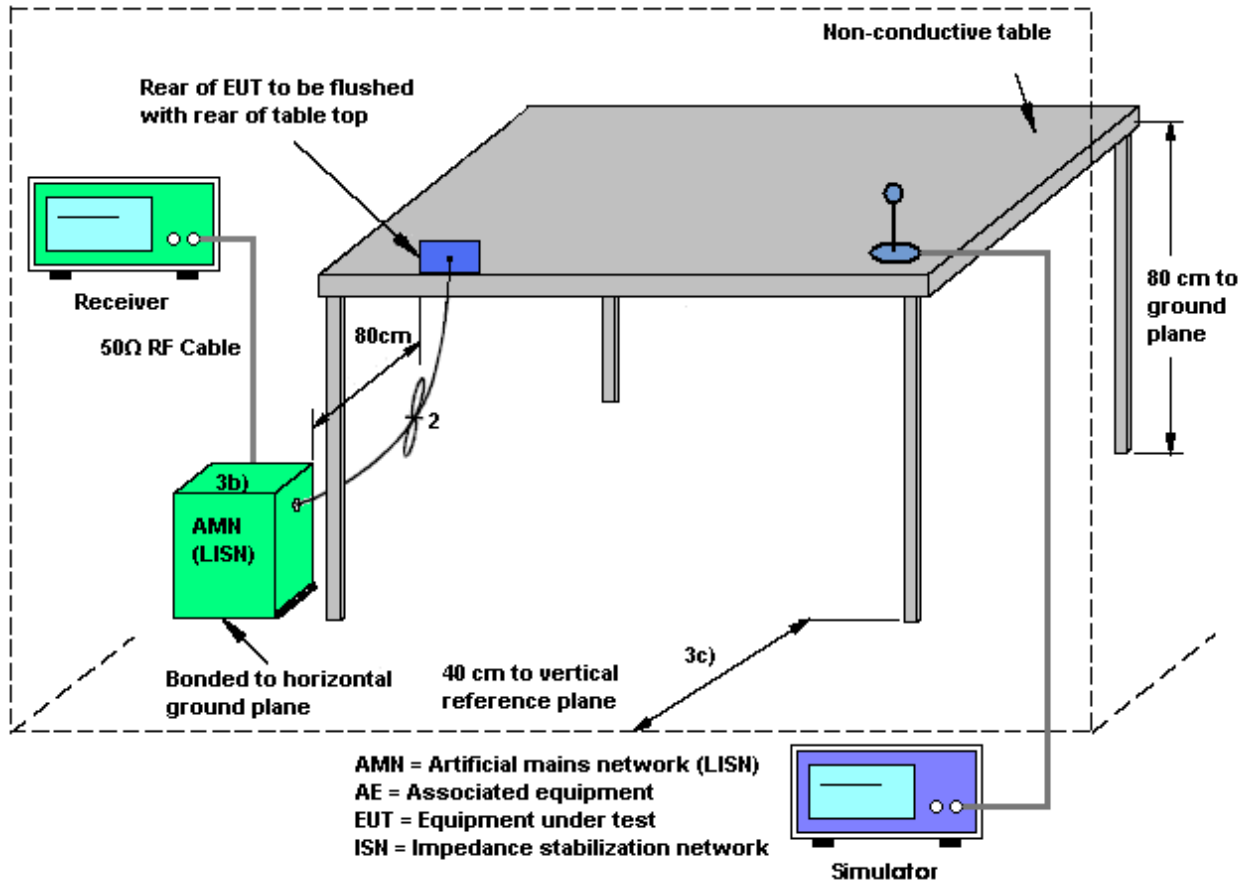 Non-conductive table
Rear of EUT to be flushed
with rear of table top
Receiver
50Ω RF Cable
80cm
2
80 cm to
ground
plane
3b)
AMN
(LISN)
Bonded to horizontal
ground plane
40 cm to vertical
reference plane
3c)
AMN = Artificial mains network (LISN)
AE = Associated equipment
EUT = Equipment under test
ISN = Impedance stabilization network
Simulator